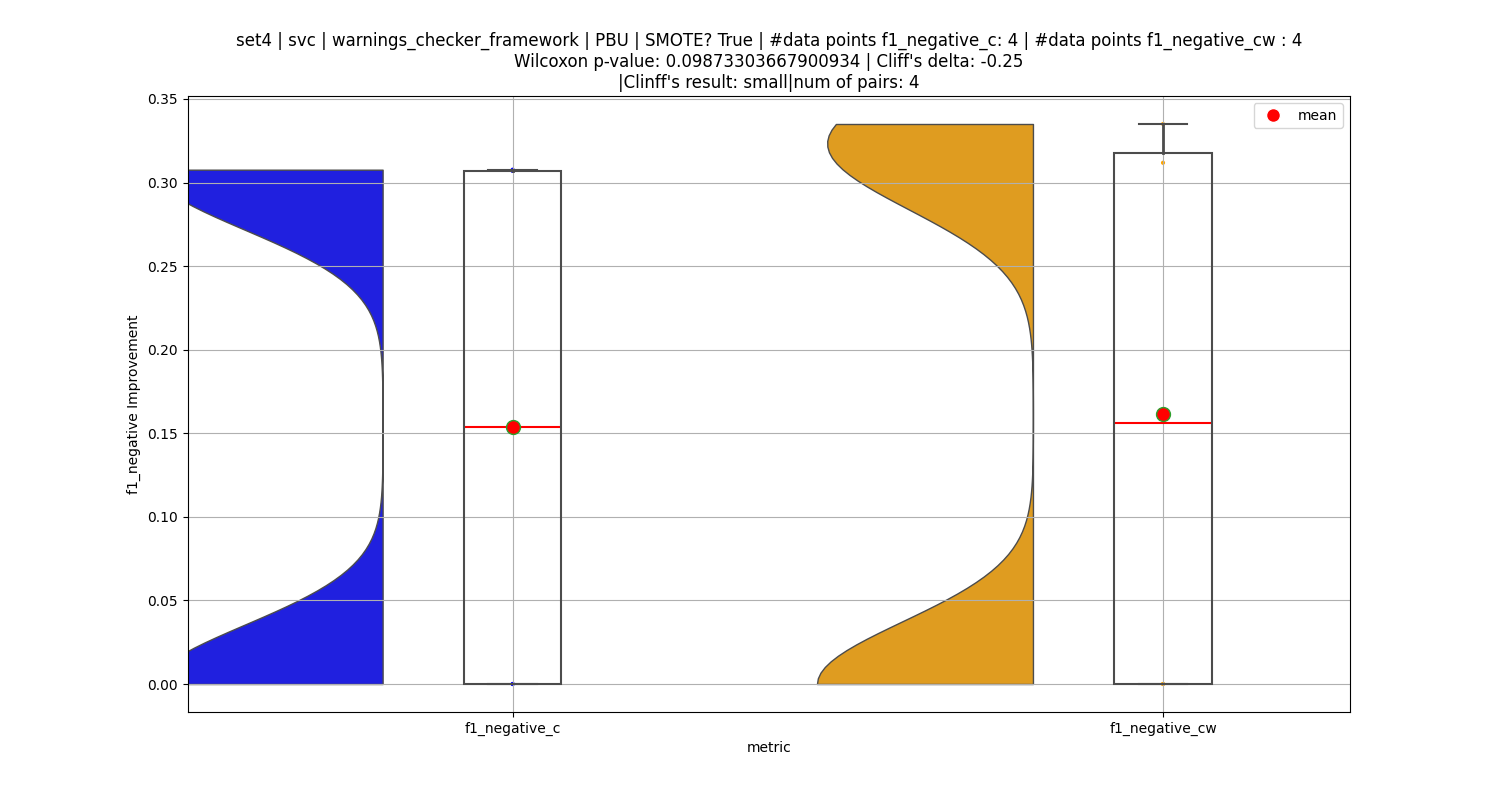 set4 | svc | warnings_checker_framework | PBU | SMOTE? True | #data points f1_negative_c: 4 | #data points f1_negative_cw : 4
Wilcoxon p-value: 0.09873303667900934 | Cliff's delta: -0.25
|Clinff's result: small|num of pairs: 4
mean
f1_negative Improvement
0.35
0.30
0.25
0.20
0.15
0.10
0.05
0.00
f1_negative_c
f1_negative_cw
metric